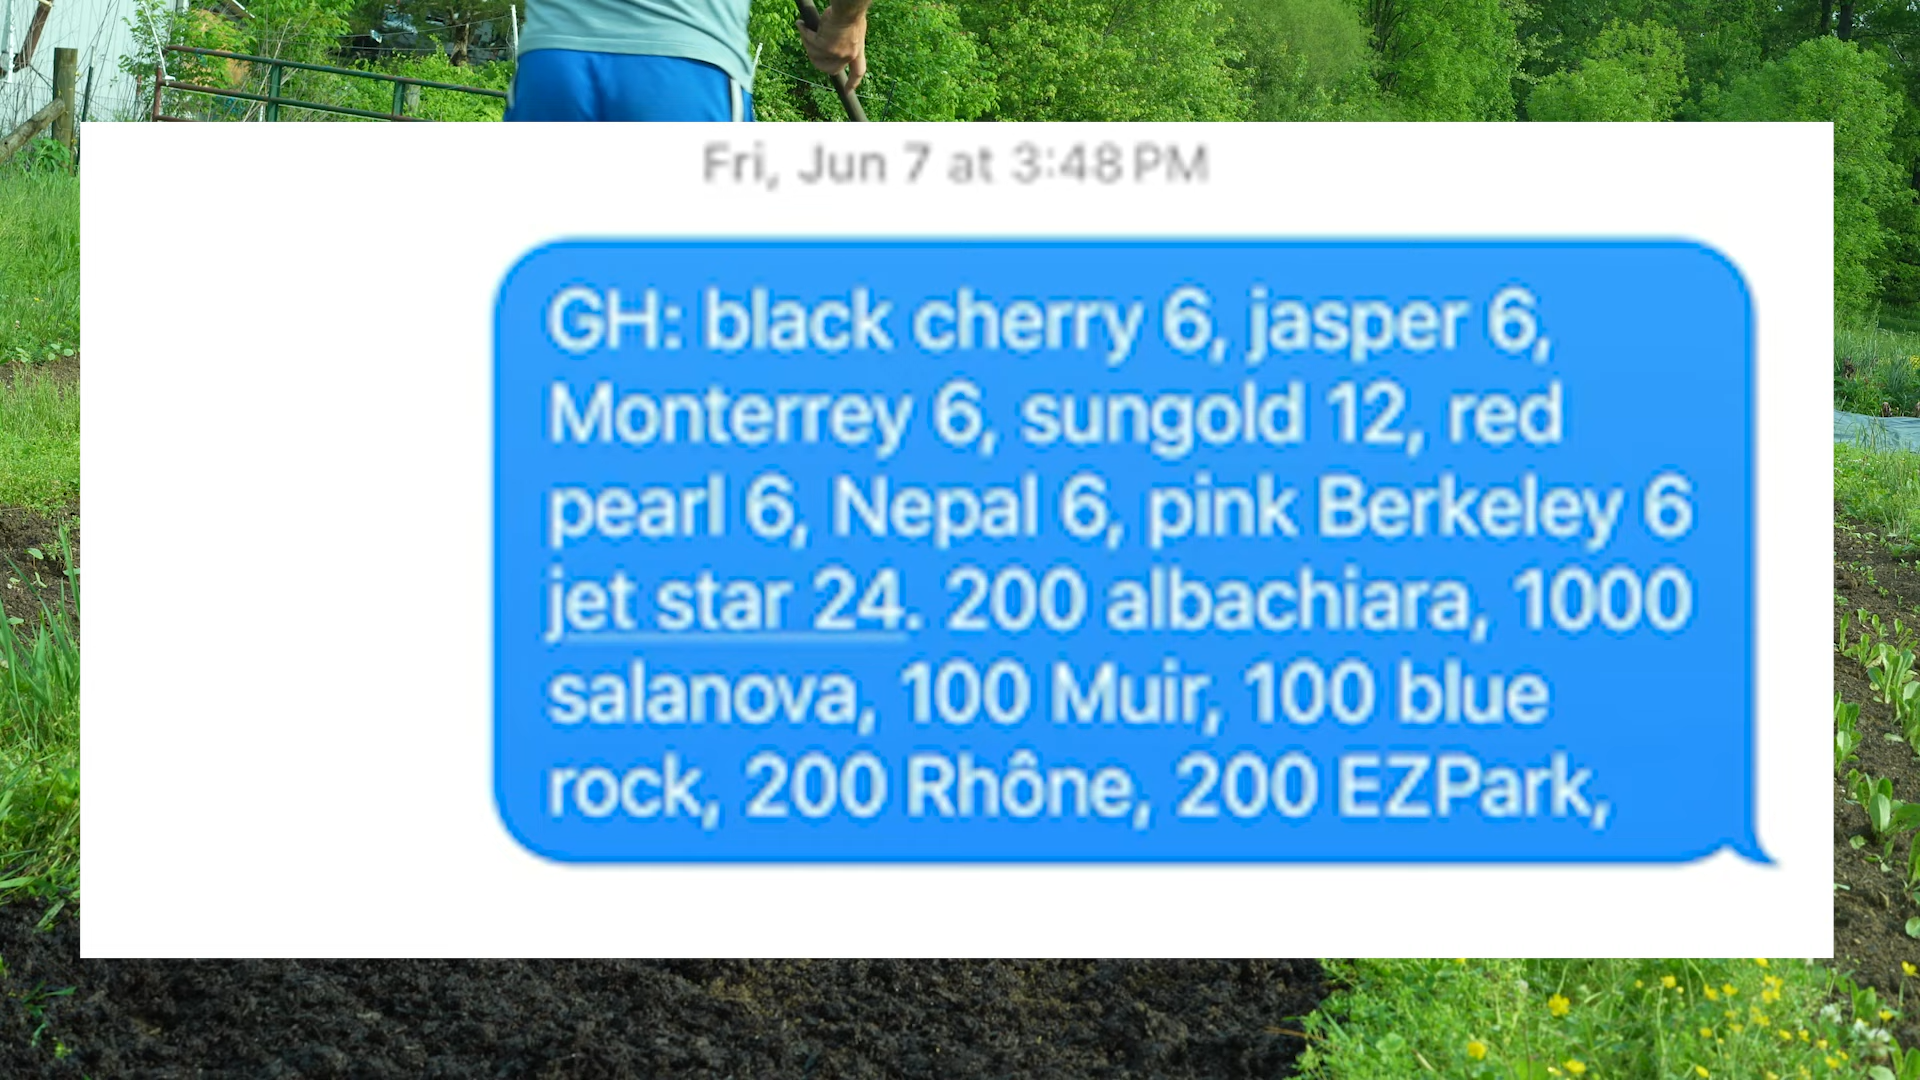 Fri, Jun 7 at 3:48 PM
GH: black cherry 6, jasper 6,
Monterrey 6, sungold 12, red
pearl 6, Nepal 6, pink Berkeley 6
jet star 24. 200 albachiara, 1000
salanova, 100 Muir, 100 blue
rock, 200 Rhône, 200 EZPark,